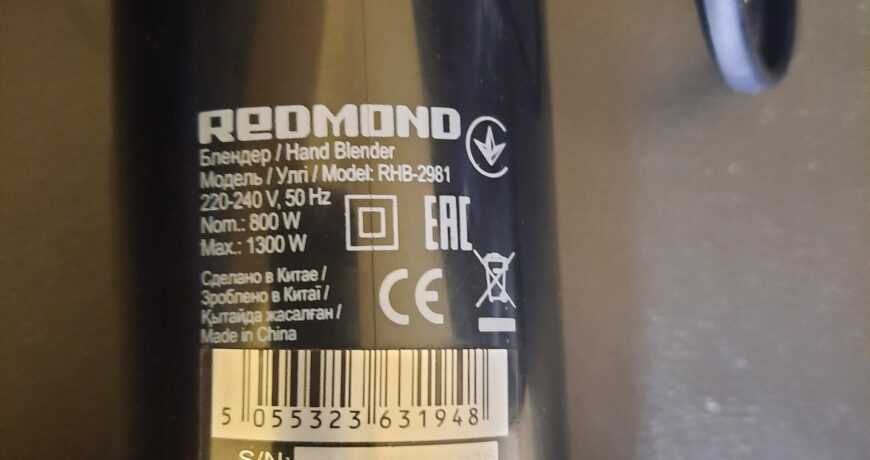 REDMOND
Блендер / Hand Blender
Модель / Улгі / Model: RHB-2981
220-240 V, 50 Hz
Nom.: 800 W
Max.: 1300 W
EAC
Сделано в Китае /
Зроблено в Китаї /
Қытайда жасалған /
Made in China
CE
5 055323 631948
S/N: